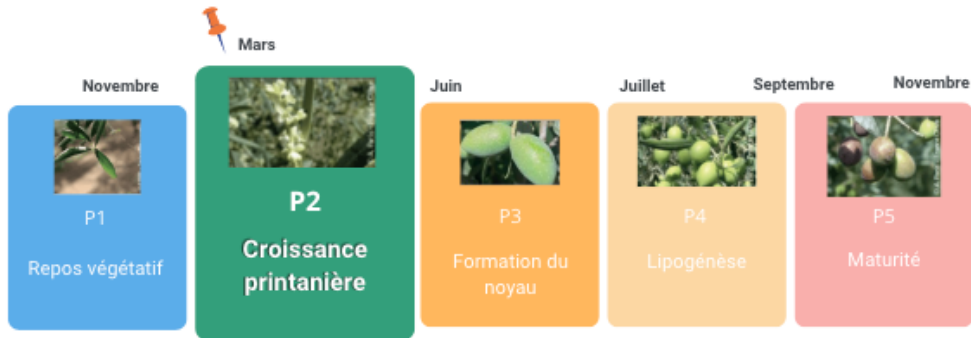 Mars
Novembre
Juin
Juillet
Septembre
Novembre
P1
Repos végétatif
P2
Croissance
printanière
P3
Formation du
noyau
P4
Lipogénèse
P5
Maturité